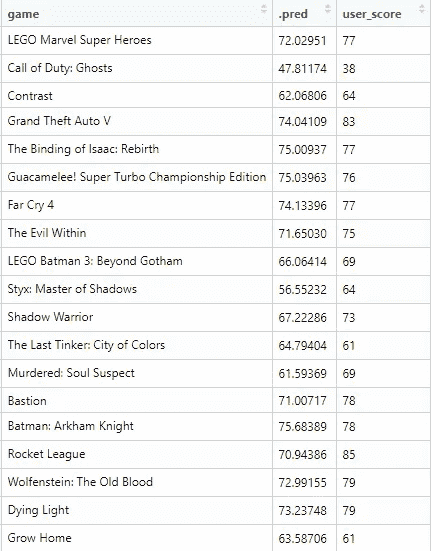 game .pred user_score
LEGO Marvel Super Heroes 72.02951 77
Call of Duty: Ghosts 47.81174 38
Contrast 62.06806 64
Grand Theft Auto V 74.04109 83
The Binding of Isaac: Rebirth 75.00937 77
Guacamelee! Super Turbo Championship Edition 75.03963 76
Far Cry 4 74.13396 77
The Evil Within 71.65030 75
LEGO Batman 3: Beyond Gotham 66.06414 69
Styx: Master of Shadows 56.55232 64
Shadow Warrior 67.22286 73
The Last Tinker: City of Colors 64.79404 61
Murdered: Soul Suspect 61.59369 69
Bastion 71.00717 78
Batman: Arkham Knight 75.68389 78
Rocket League 70.94386 85
Wolfenstein: The Old Blood 72.99155 79
Dying Light 73.23748 79
Grow Home 63.58706 61